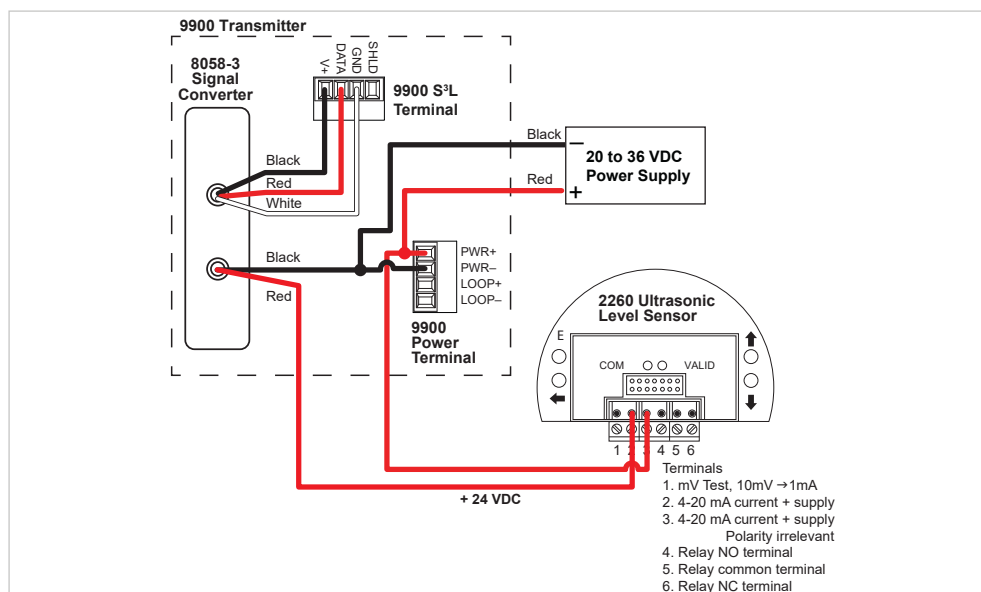 9900 Transmitter
8058-3
Signal
Converter
V+
DATA
GND
SHLD
9900 S³L
Terminal
Black
Red
White
Black
Red
Black
Red
–
+
20 to 36 VDC
Power Supply
PWR+
PWR–
LOOP+
LOOP–
9900
Power
Terminal
2260 Ultrasonic
Level Sensor
E
COM
VALID
1 2 3 4 5 6
+ 24 VDC
Terminals
1. mV Test, 10mV →1mA
2. 4-20 mA current + supply
3. 4-20 mA current + supply
Polarity irrelevant
4. Relay NO terminal
5. Relay common terminal
6. Relay NC terminal